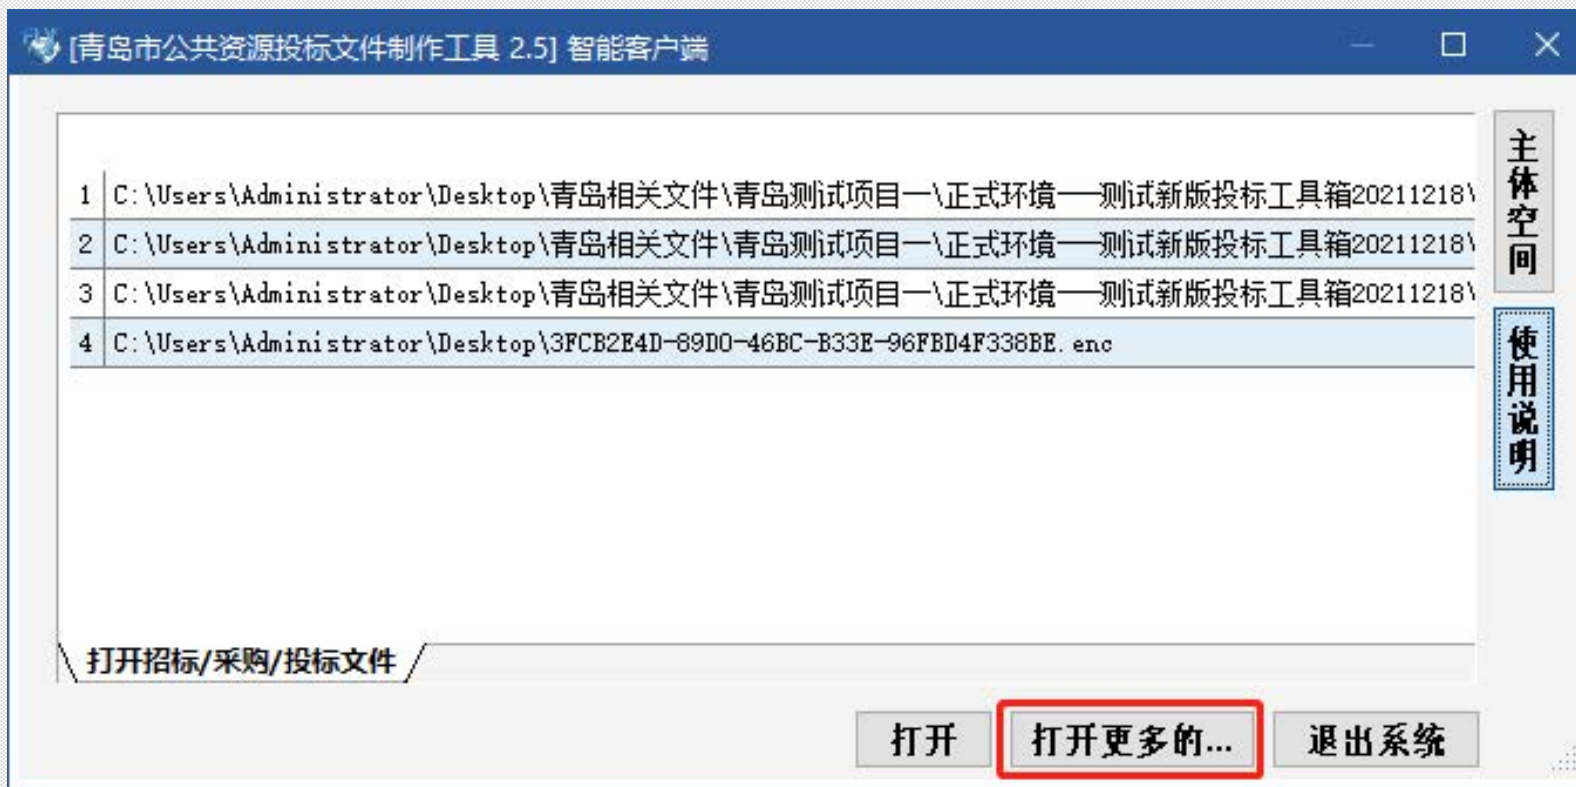 [青岛市公共资源投标文件制作工具 2.5] 智能客户端
1 C:\Users\Administrator\Desktop\青岛相关文件\青岛测试项目一\正式环境——测试新版投标工具箱20211218\
2 C:\Users\Administrator\Desktop\青岛相关文件\青岛测试项目一\正式环境——测试新版投标工具箱20211218\
3 C:\Users\Administrator\Desktop\青岛相关文件\青岛测试项目一\正式环境——测试新版投标工具箱20211218\
4 C:\Users\Administrator\Desktop\3FCB2E4D-89D0-46BC-B33E-96FBD4F338BE.enc
主体空间
使用说明
打开招标/采购/投标文件
打开 打开更多的... 退出系统